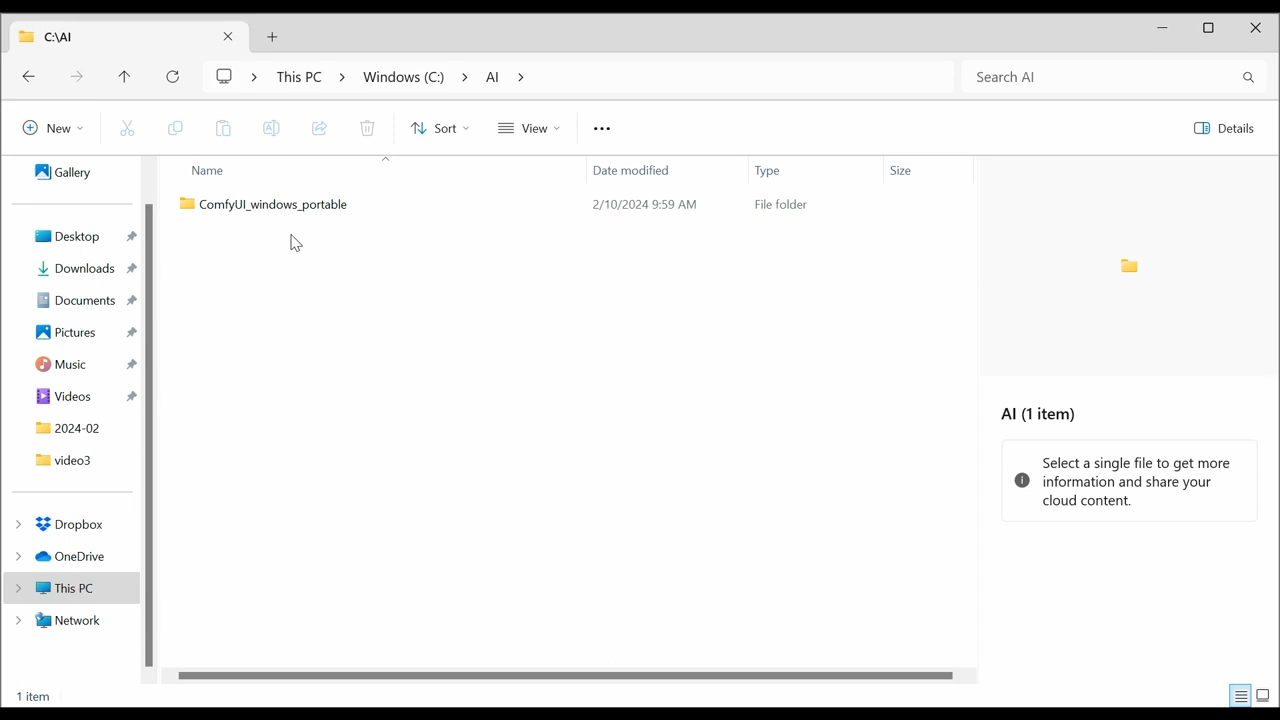 C:\AI
This PC
Windows (C:)
AI
Search AI
New
Sort
View
Details
Gallery
Desktop
Downloads
Documents
Pictures
Music
Videos
2024-02
video3
Dropbox
OneDrive
This PC
Network
Name
Date modified
Type
Size
ComfyUI_windows_portable
2/10/2024 9:59 AM
File folder
AI (1 item)
Select a single file to get more
information and share your
cloud content.
1 item